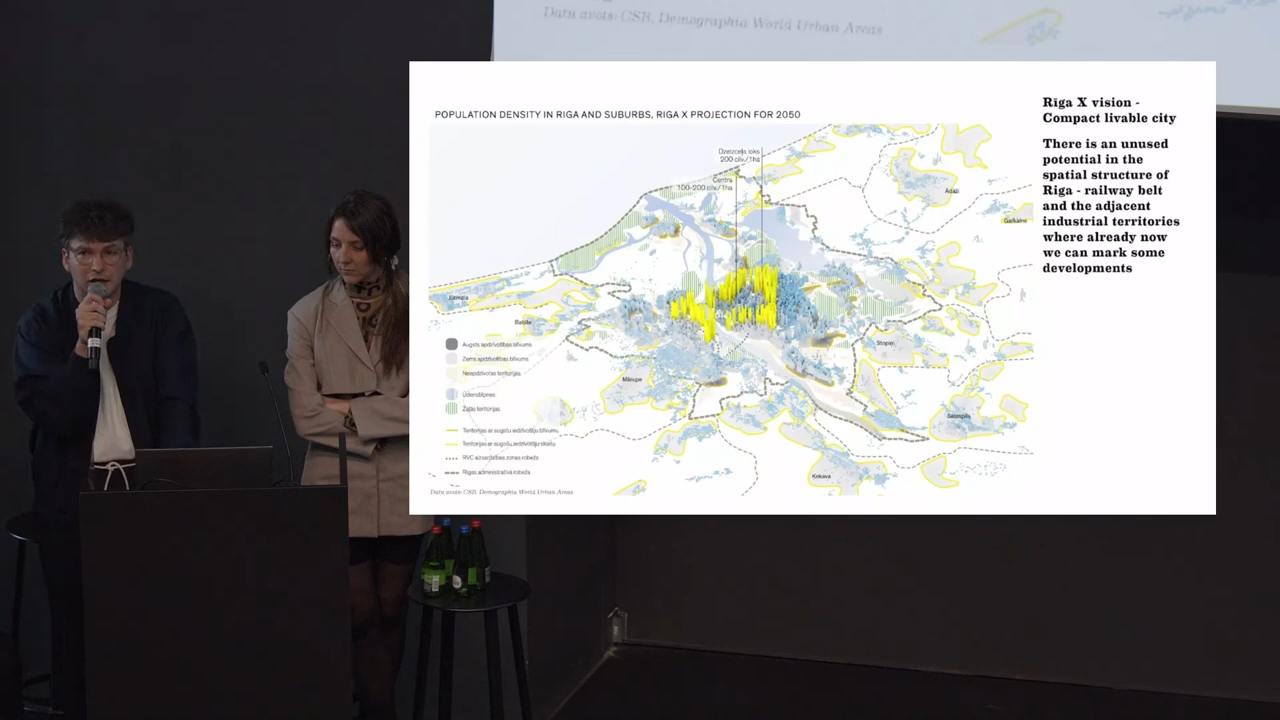 Datu avots: CSB, Demographia World Urban Areas
POPULATION DENSITY IN RIGA AND SUBURBS, RIGA X PROJECTION FOR 2050
Dzelzceļa loks
200 cilv./1ha
Centrs
100-200 cilv/1ha
Ādaži
Garkalne
Jūrmala
Babīte
Mārupe
Stopiņi
Salaspils
Ķekava
Augsts apdzīvotības blīvums
Zems apdzīvotības blīvums
Neapdzīvotas teritorijas
Ūdenstilpnes
Zaļās teritorijas
Teritorijas ar augstu iedzīvotāju blīvumu
Teritorijas ar augošu iedzīvotāju skaitu
RVC aizsardzības zonas robeža
Rīgas administratīvā robeža
Datu avots: CSB, Demographia World Urban Areas
Rīga X vision -
Compact livable city
There is an unused
potential in the
spatial structure of
Riga - railway belt
and the adjacent
industrial territories
where already now
we can mark some
developments